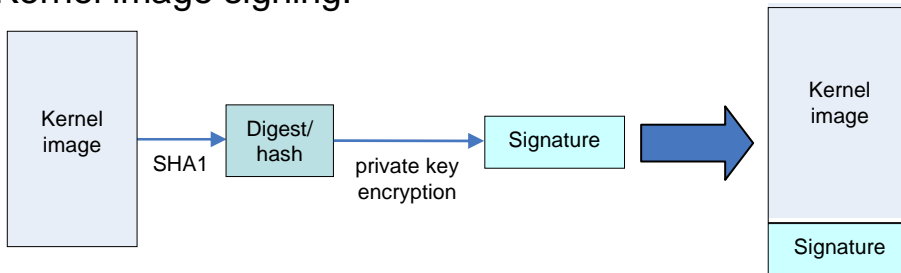 Kernel image signing:
Kernel
image
SHA1
Digest/
hash
private key
encryption
Signature
Kernel
image
Signature